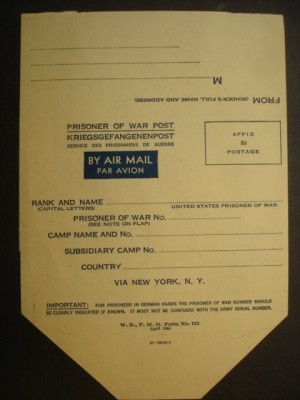 M
FROM (SENDER'S FULL NAME AND ADDRESS)
PRISONER OF WAR POST
KRIEGSGEFANGENENPOST
SERVICE DES PRISONNIERS DE GUERRE
BY AIR MAIL
PAR AVION
AFFIX
6¢
POSTAGE
RANK AND NAME
(CAPITAL LETTERS) UNITED STATES PRISONER OF WAR.
PRISONER OF WAR No.
(SEE NOTE ON FLAP)
CAMP NAME AND No.
SUBSIDIARY CAMP No.
COUNTRY
VIA NEW YORK, N. Y.
IMPORTANT: FOR PRISONERS IN GERMAN HANDS THE PRISONER OF WAR NUMBER SHOULD
BE CLEARLY INDICATED IF KNOWN. IT MUST NOT BE CONFUSED WITH THE ARMY SERIAL NUMBER.
W. D., P. M. G. Form No. 111
April 1944